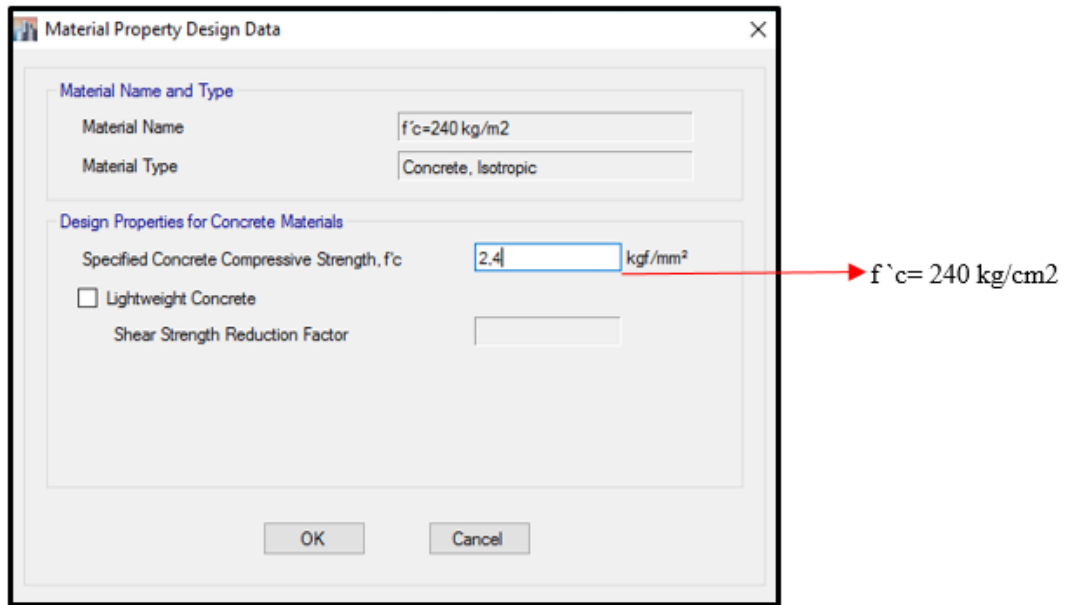 Material Property Design Data
Material Name and Type
Material Name f´c=240 kg/m2
Material Type Concrete, Isotropic
Design Properties for Concrete Materials
Specified Concrete Compressive Strength, f'c 2,4 kgf/mm²
f `c= 240 kg/cm2
Lightweight Concrete
Shear Strength Reduction Factor
OK Cancel